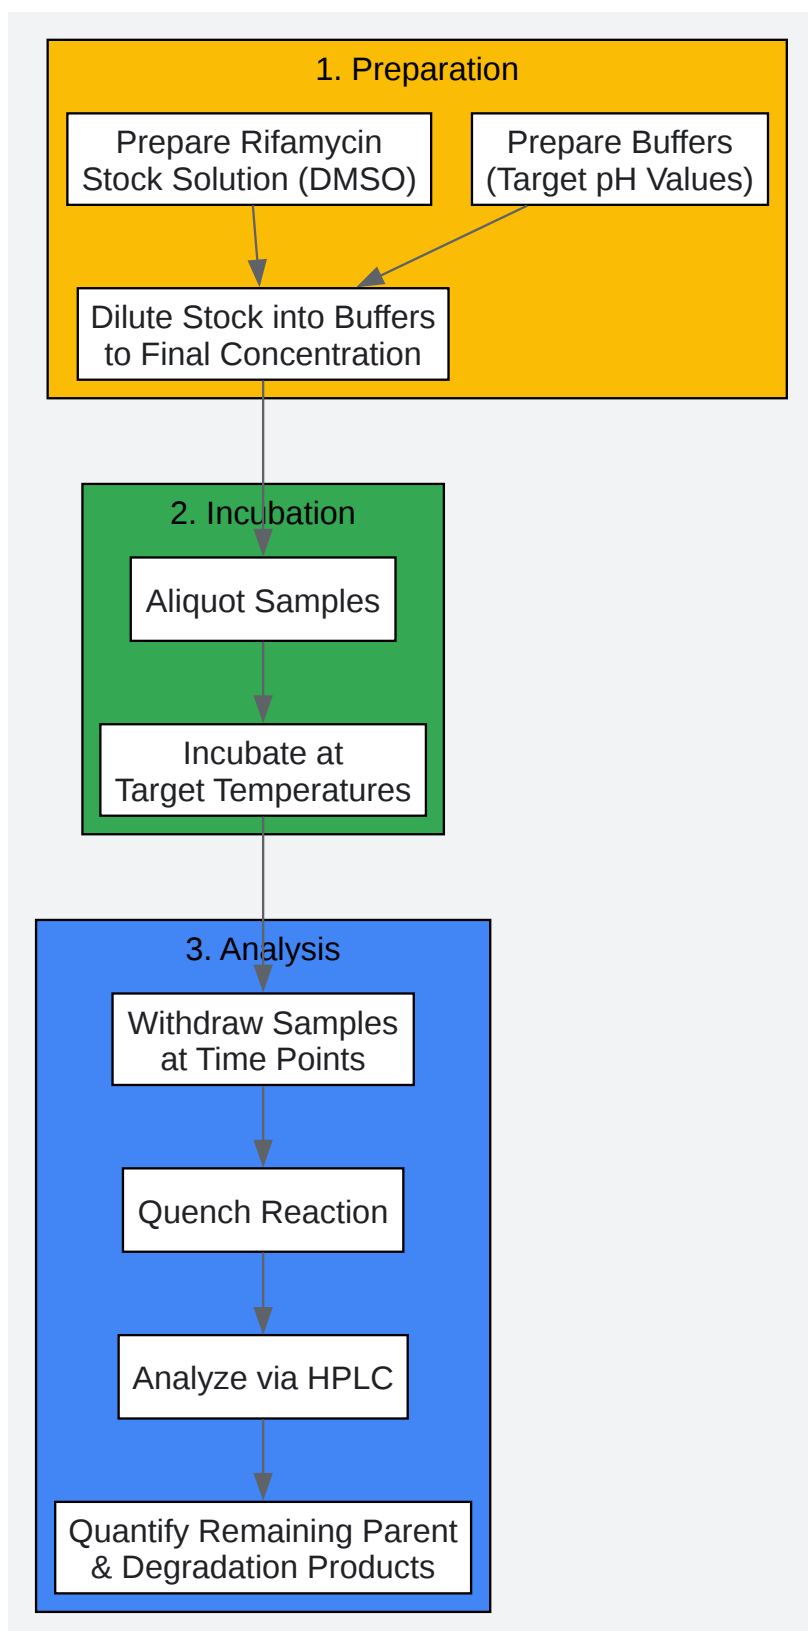 1. Preparation
Prepare Rifamycin
Stock Solution (DMSO)
Prepare Buffers
(Target pH Values)
Dilute Stock into Buffers
to Final Concentration
2. Incubation
Aliquot Samples
Incubate at
Target Temperatures
3. Analysis
Withdraw Samples
at Time Points
Quench Reaction
Analyze via HPLC
Quantify Remaining Parent
& Degradation Products